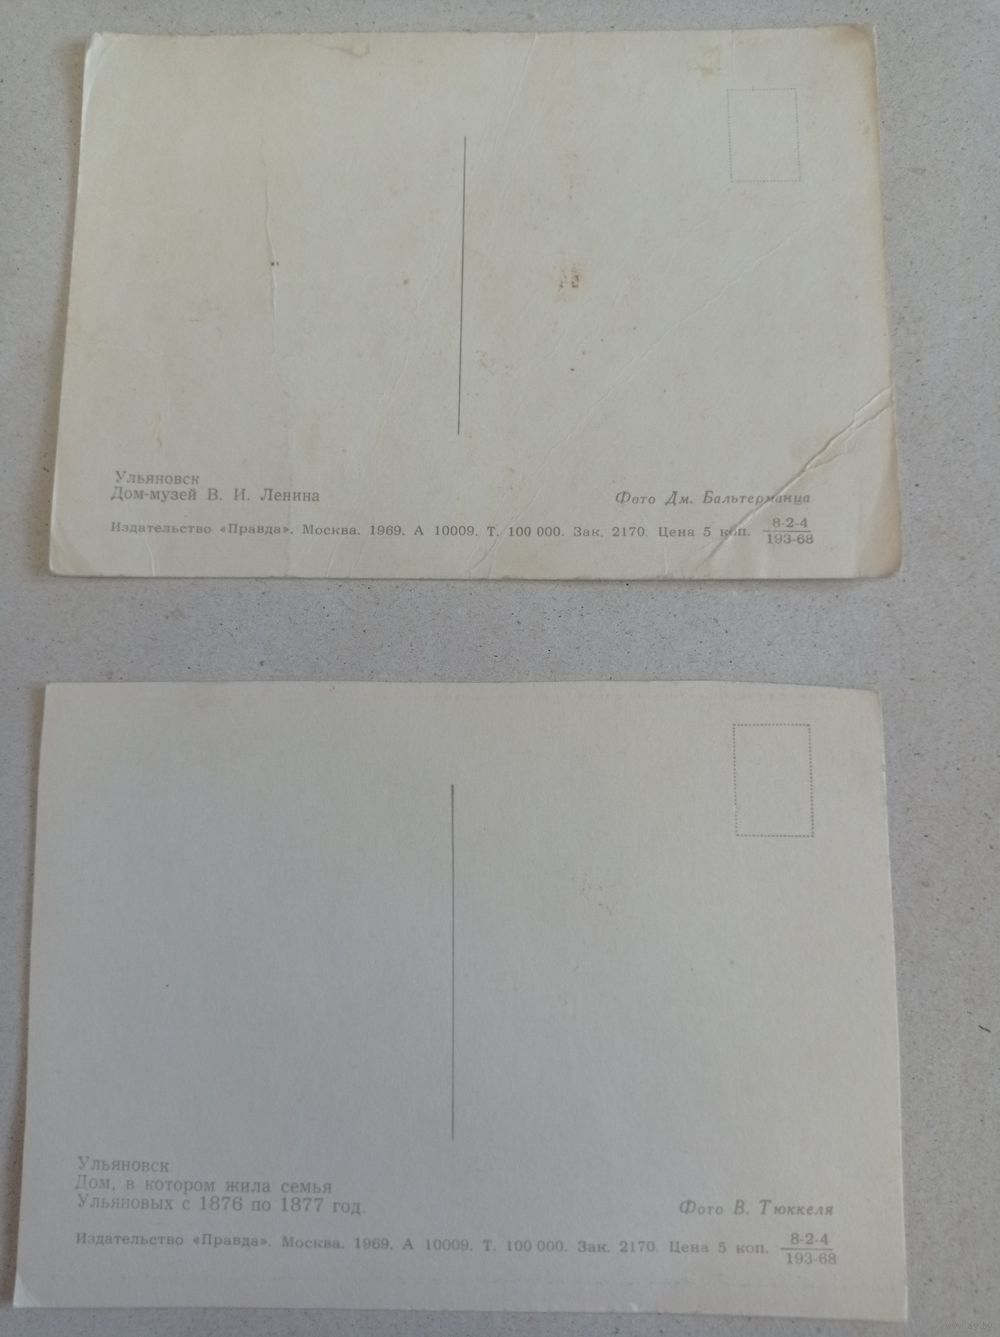 Ульяновск
Дом-музей В. И. Ленина
Фото Дм. Бальтерманца
Издательство «Правда». Москва. 1969. А 10009. Т. 100 000. Зак. 2170. Цена 5 коп.
8-2-4
193-68
Ульяновск
Дом, в котором жила семья
Ульяновых с 1876 по 1877 год.
Фото В. Тюккеля
Издательство «Правда». Москва. 1969. А 10009. Т. 100 000. Зак. 2170. Цена 5 коп.
8-2-4
193-68